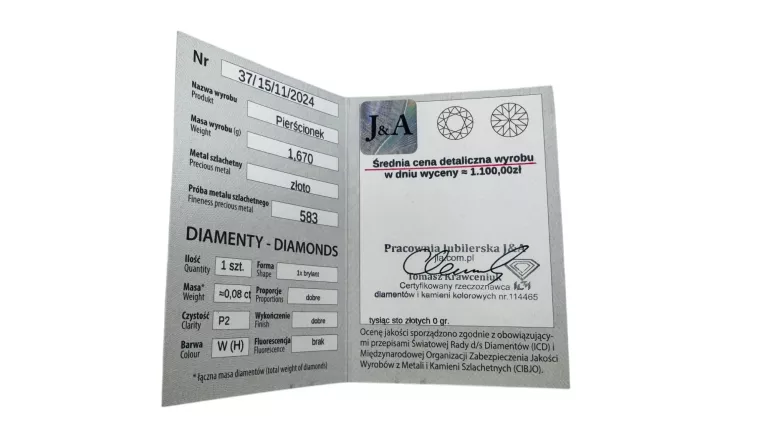 Nr 37/15/11/2024
Nazwa wyrobu
Produkt
Pierścionek
Masa wyrobu (g)
Weight
1,670
Metal szlachetny
Precious metal
złoto
Próba metalu szlachetnego
Fineness precious metal
583
DIAMENTY - DIAMONDS
Ilość
Quantity
1 szt.
Forma
Shape
1x brylant
Masa*
Weight
≈0,08 ct
Proporcje
Proportions
dobre
Czystość
Clarity
P2
Wykończenie
Finish
dobre
Barwa
Colour
W (H)
Fluorescencja
Fluorescence
brak
* łączna masa diamentów (total weight of diamonds)
J&A
Średnia cena detaliczna wyrobu
w dniu wyceny ≈ 1.100,00zł
Pracownia Jubilerska J&A
jla.com.pl
Tomasz Krawceniuk
Certyfikowany rzeczoznawca
diamentów i kamieni kolorowych nr 114465
tysiąc sto złotych 0 gr.
Ocenę jakości sporządzono zgodnie z obowiązujący-
mi przepisami Światowej Rady d/s Diamentów (ICD) i
Międzynarodowej Organizacji Zabezpieczenia Jakości
Wyrobów z Metali i Kamieni Szlachetnych (CIBJO).